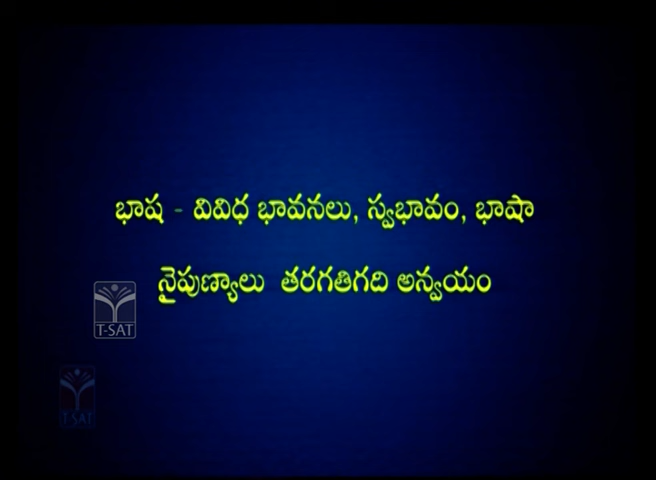 భాష - వివిధ భావనలు, స్వభావం, భాషా
నైపుణ్యాలు తరగతిగది అన్వయం
T-SAT
T-SAT